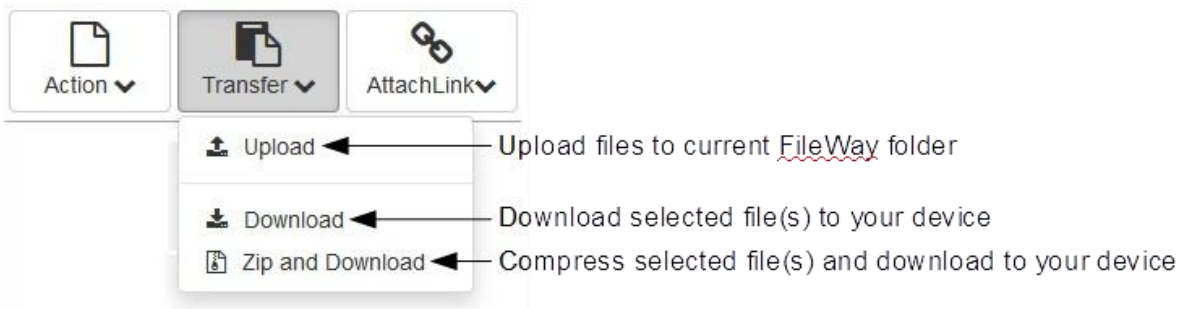 Action Transfer AttachLink
Upload Upload files to current FileWay folder
Download Download selected file(s) to your device
Zip and Download Compress selected file(s) and download to your device